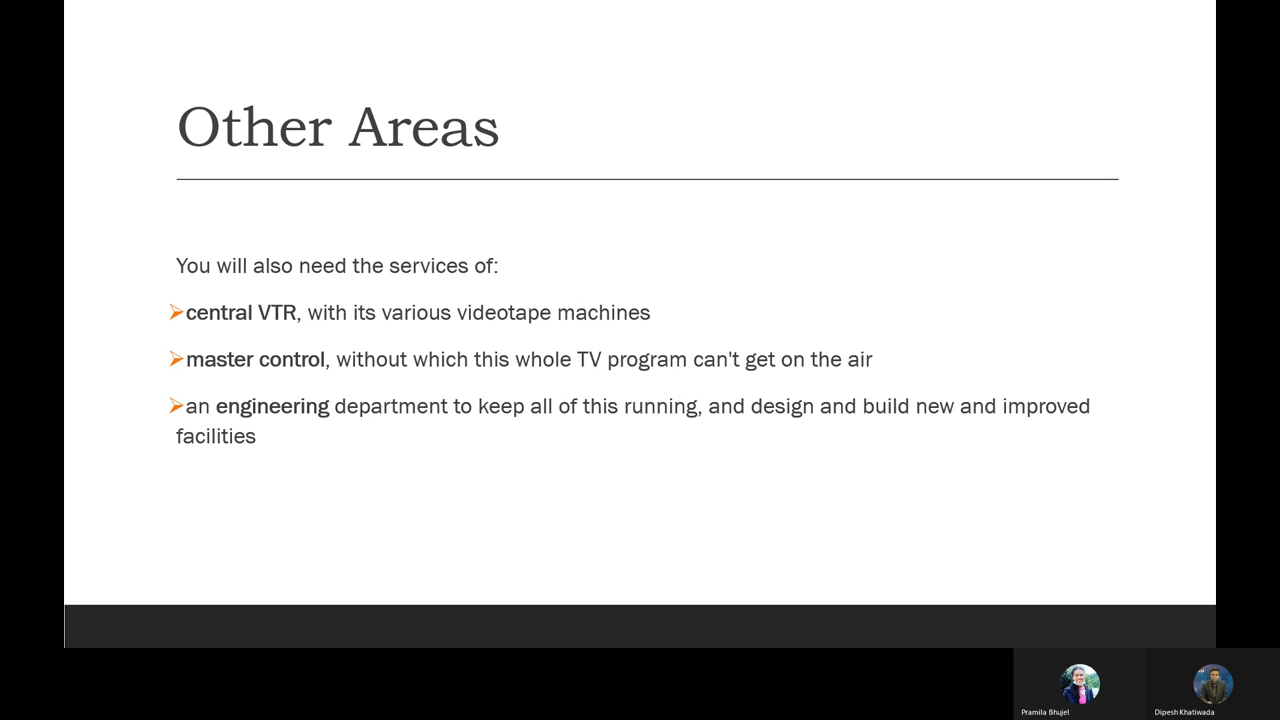 Other Areas
You will also need the services of:
➢central VTR, with its various videotape machines
➢master control, without which this whole TV program can't get on the air
➢an engineering department to keep all of this running, and design and build new and improved
facilities
Pramila Bhujel
Dipesh Khatiwada